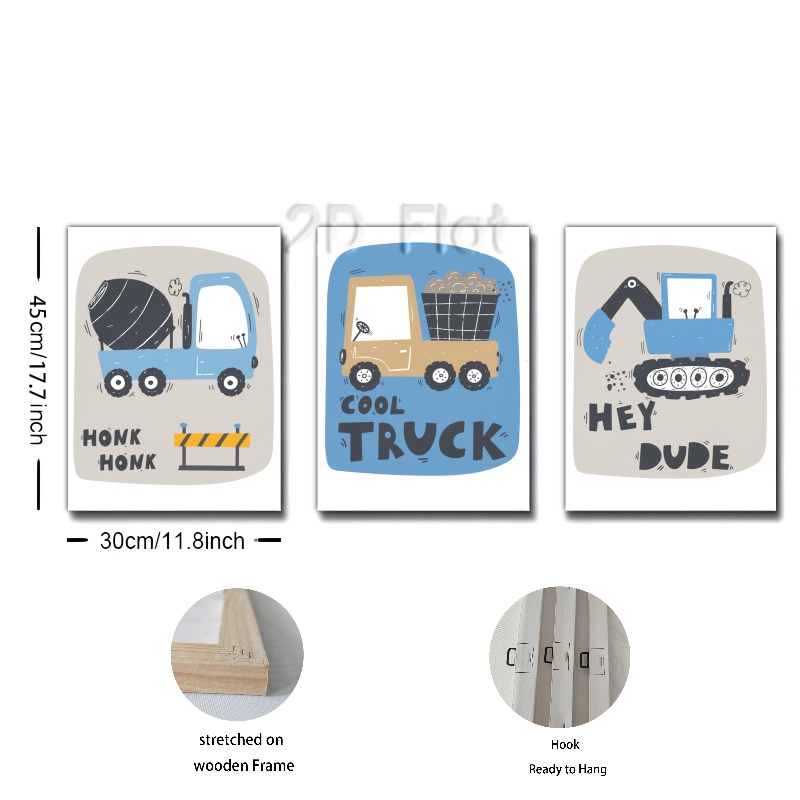 2D Flat
45cm/17.7inch
HONK
HONK
COOL
TRUCK
HEY
DUDE
30cm/11.8inch
stretched on
wooden Frame
Hook
Ready to Hang